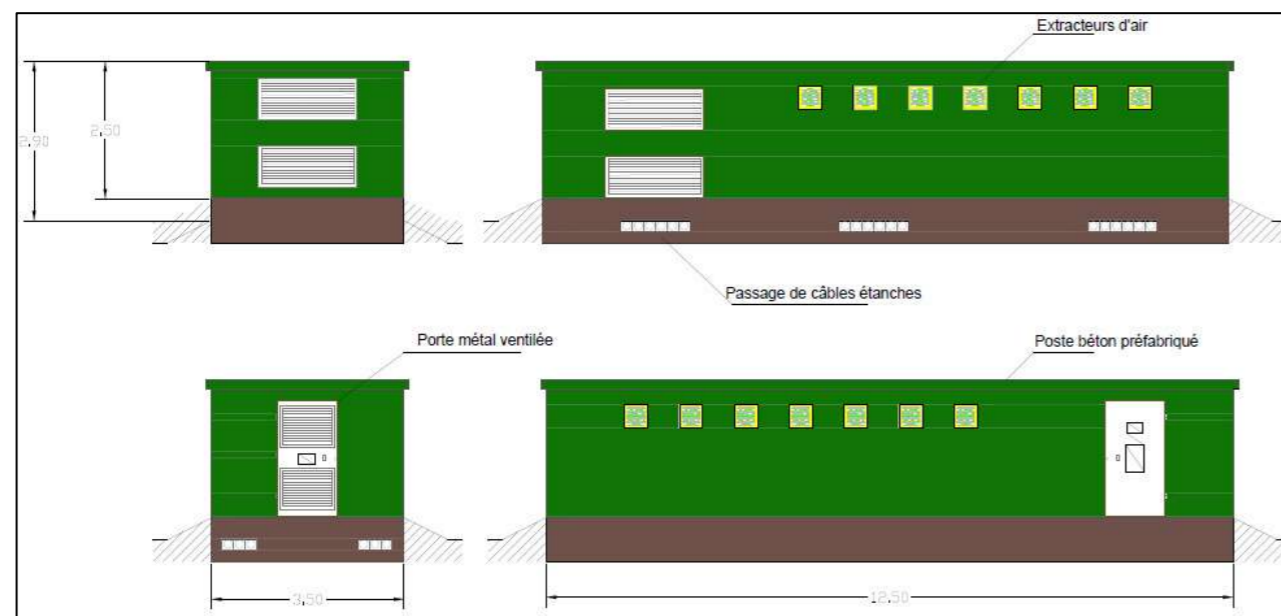 Extracteurs d'air
2,90
2,50
Passage de câbles étanches
Porte métal ventilée
Poste béton préfabriqué
3,50
12,50